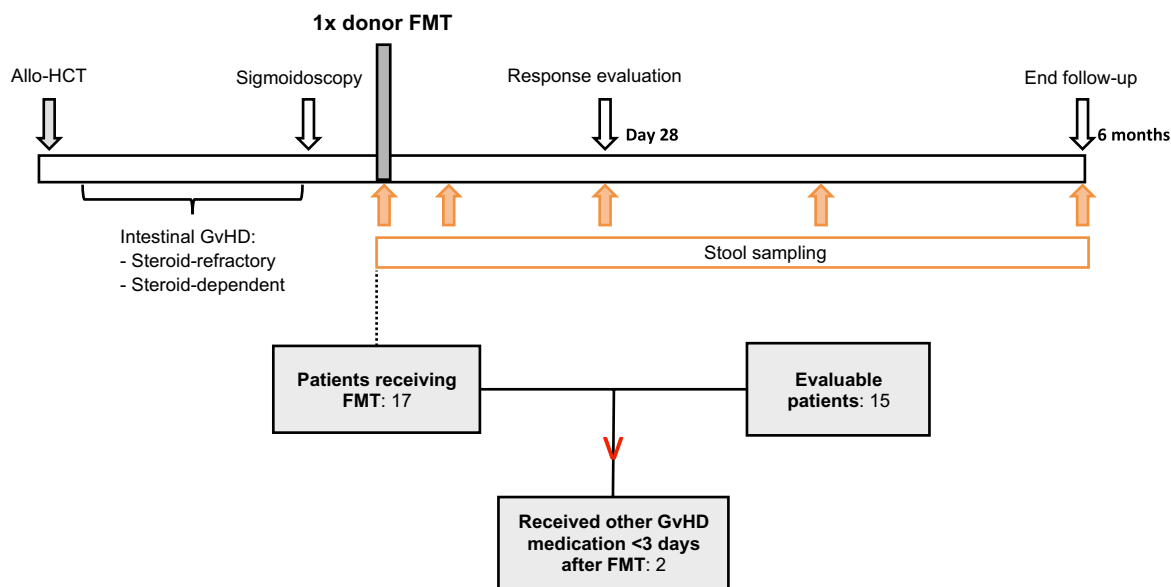 1x donor FMT
Allo-HCT
Sigmoidoscopy
Response evaluation
End follow-up
Day 28
6 months
Intestinal GvHD:
- Steroid-refractory
- Steroid-dependent
Stool sampling
Patients receiving
FMT: 17
Evaluable
patients: 15
Received other GvHD
medication <3 days
after FMT: 2